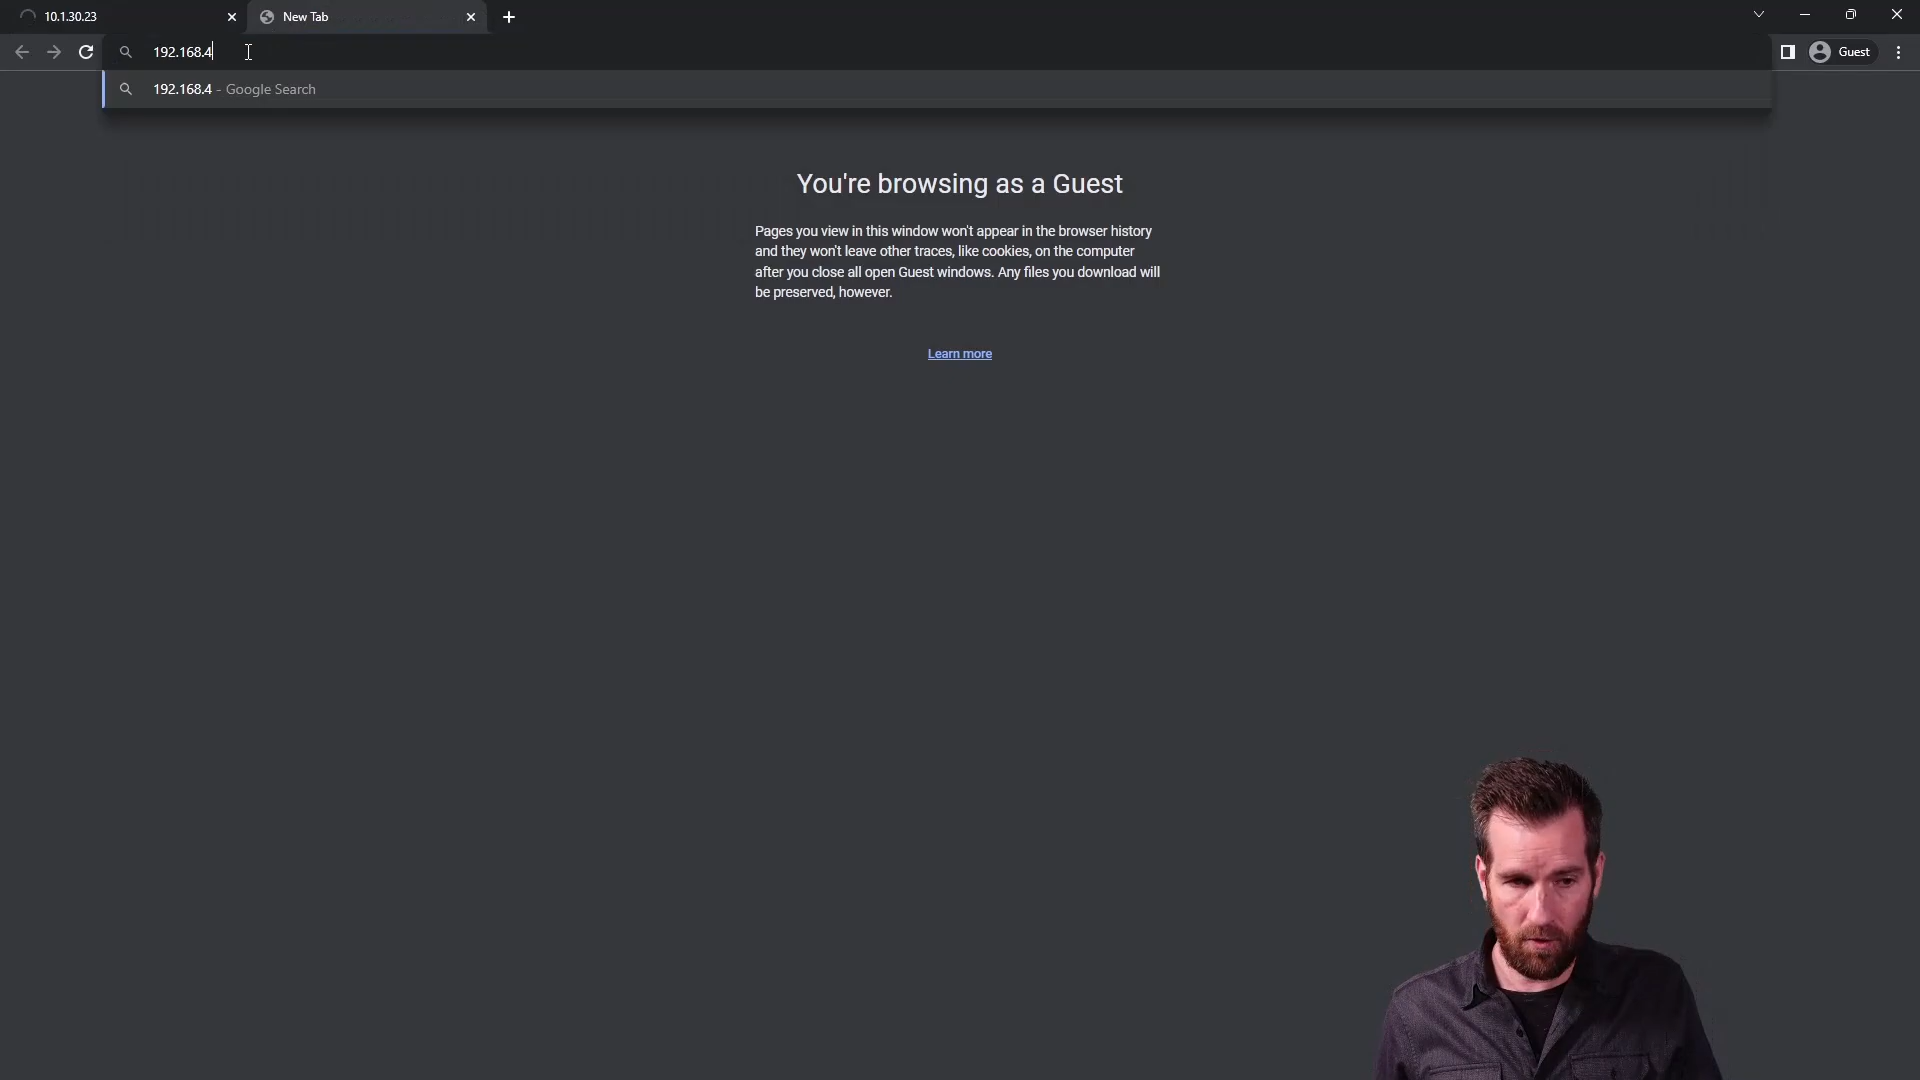 10.1.30.23
New Tab
192.168.4
Guest
192.168.4 - Google Search
You're browsing as a Guest
Pages you view in this window won't appear in the browser history
and they won't leave other traces, like cookies, on the computer
after you close all open Guest windows. Any files you download will
be preserved, however.
Learn more